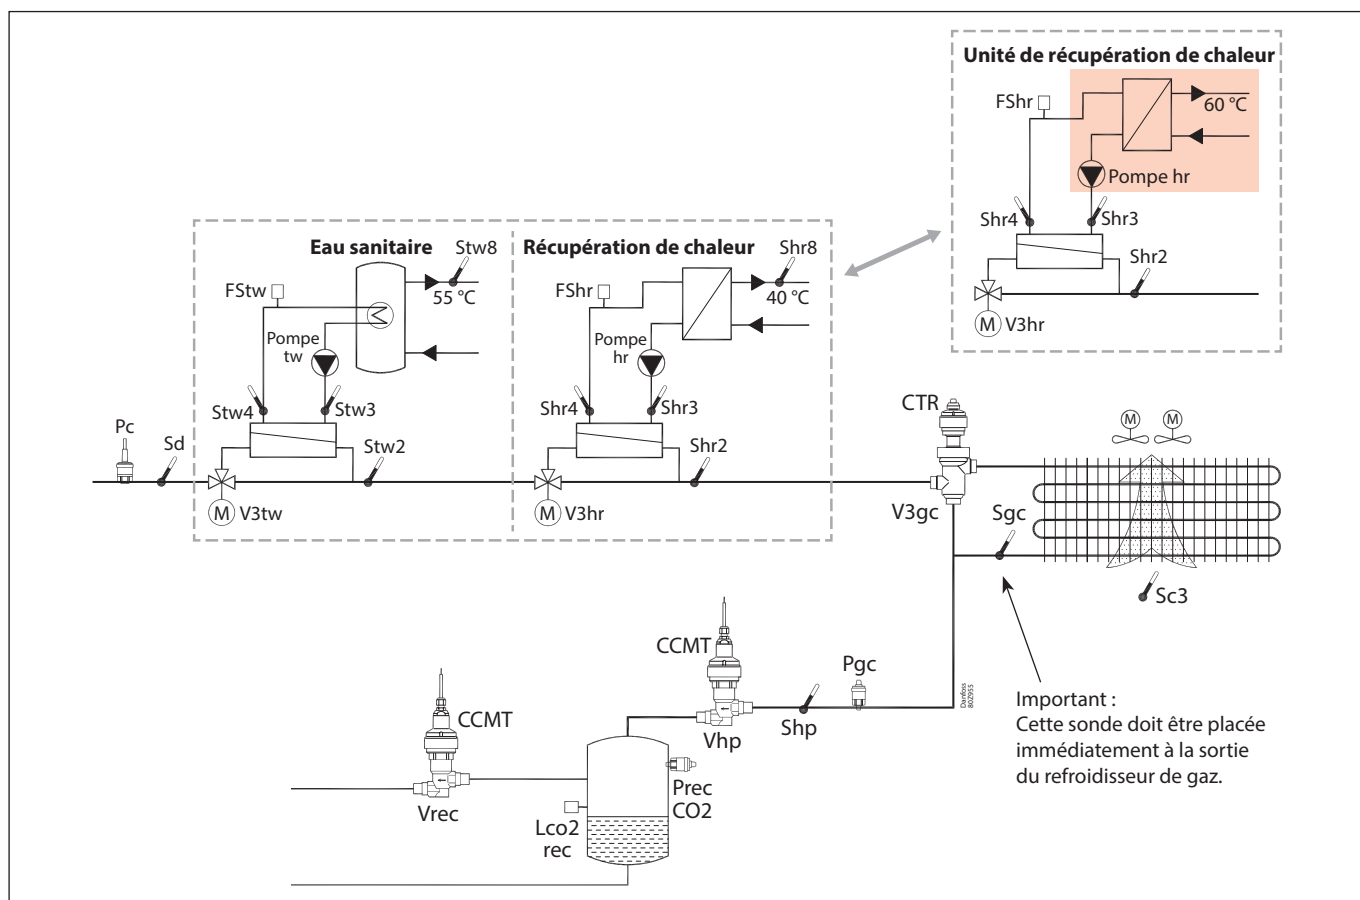 Unité de récupération de chaleur
FShr
60 °C
Pompe hr
Shr4
Shr3
Shr2
M
V3hr
Eau sanitaire
Stw8
FStw
55 °C
Pompe
tw
Stw4
Stw3
Stw2
M
V3tw
Récupération de chaleur
Shr8
FShr
40 °C
Pompe
hr
Shr4
Shr3
Shr2
M
V3hr
Pc
Sd
CTR
V3gc
M
M
Sgc
Sc3
Important :
Cette sonde doit être placée
immédiatement à la sortie
du refroidisseur de gaz.
Danfoss
80Z955
CCMT
Vhp
Shp
Pgc
CCMT
Vrec
Prec
CO2
Lco2
rec